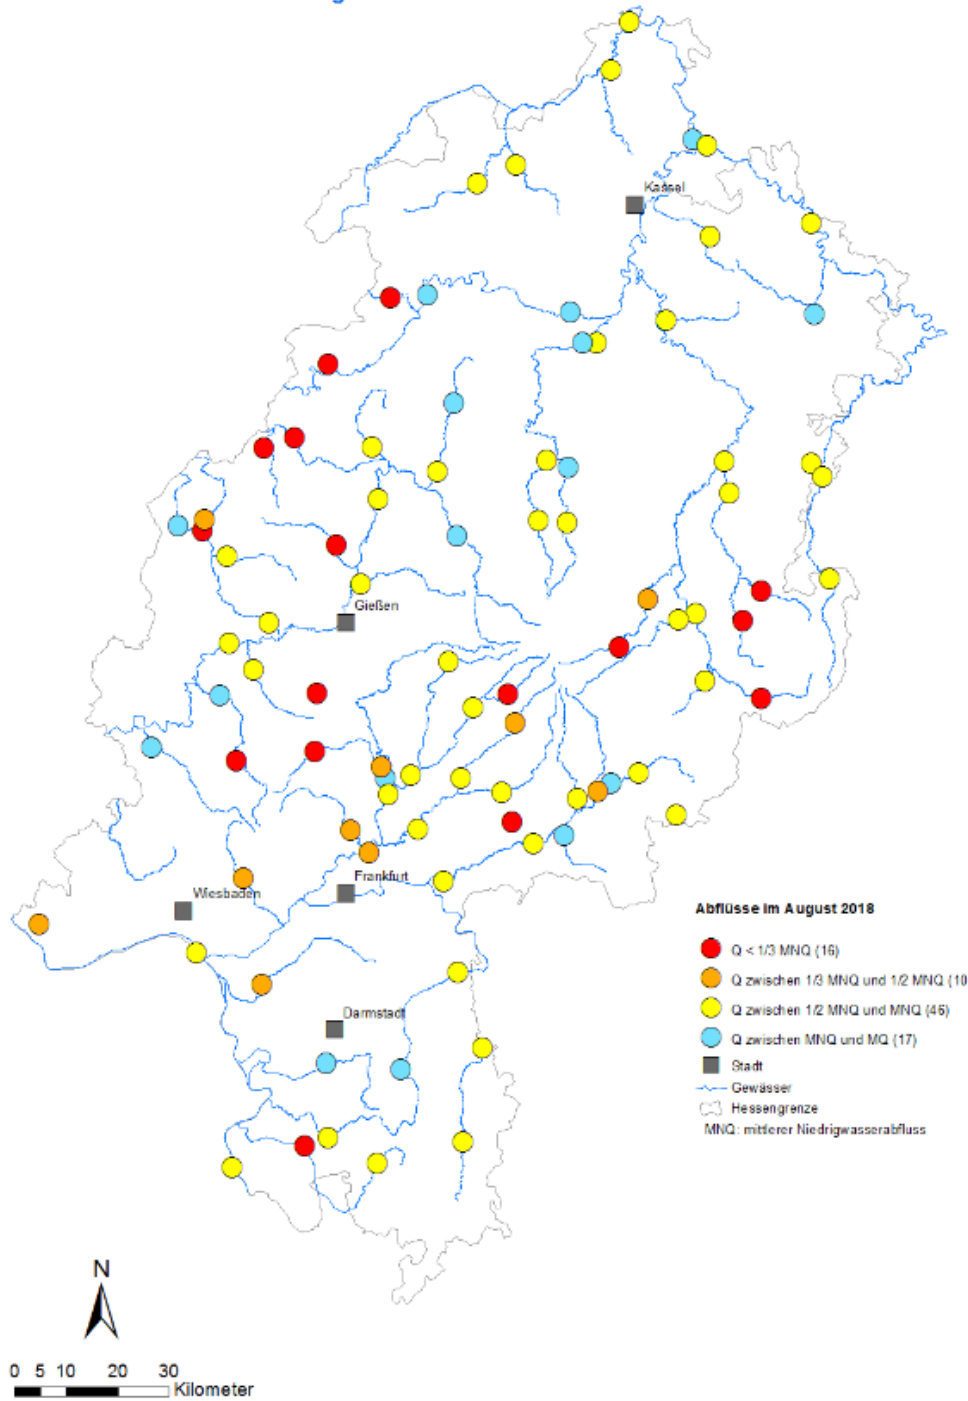 Kassel
Gießen
Frankfurt
Wiesbaden
Darmstadt
Abflüsse im August 2018
Q < 1/3 MNQ (16)
Q zwischen 1/3 MNQ und 1/2 MNQ (10
Q zwischen 1/2 MNQ und MNQ (46)
Q zwischen MNQ und MQ (17)
Stadt
Gewässer
Hessengrenze
MNQ: mittlerer Niedrigwasserabfluss
N
0 5 10 20 30
Kilometer